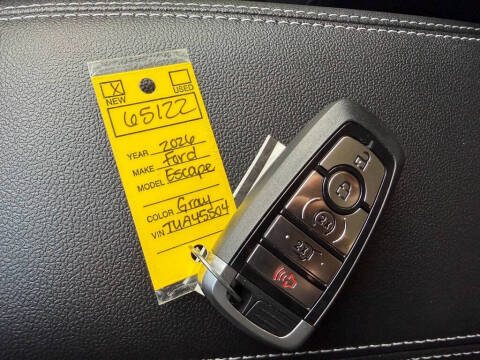 X
NEW USED
65122
YEAR 2026
MAKE Ford
MODEL Escape
COLOR Gray
VIN TUA45504